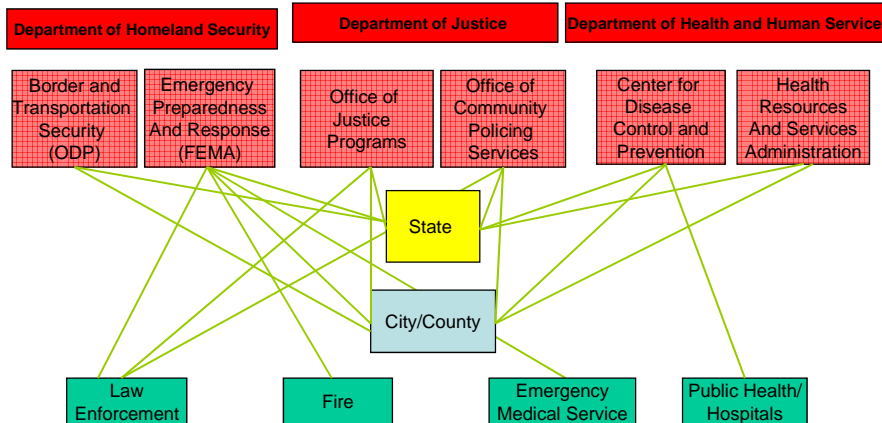 Department of Homeland Security
Department of Justice
Department of Health and Human Service
Border and
Transportation
Security
(ODP)
Emergency
Preparedness
And Response
(FEMA)
Office of
Justice
Programs
Office of
Community
Policing
Services
Center for
Disease
Control and
Prevention
Health
Resources
And Services
Administration
State
City/County
Law
Enforcement
Fire
Emergency
Medical Service
Public Health/
Hospitals